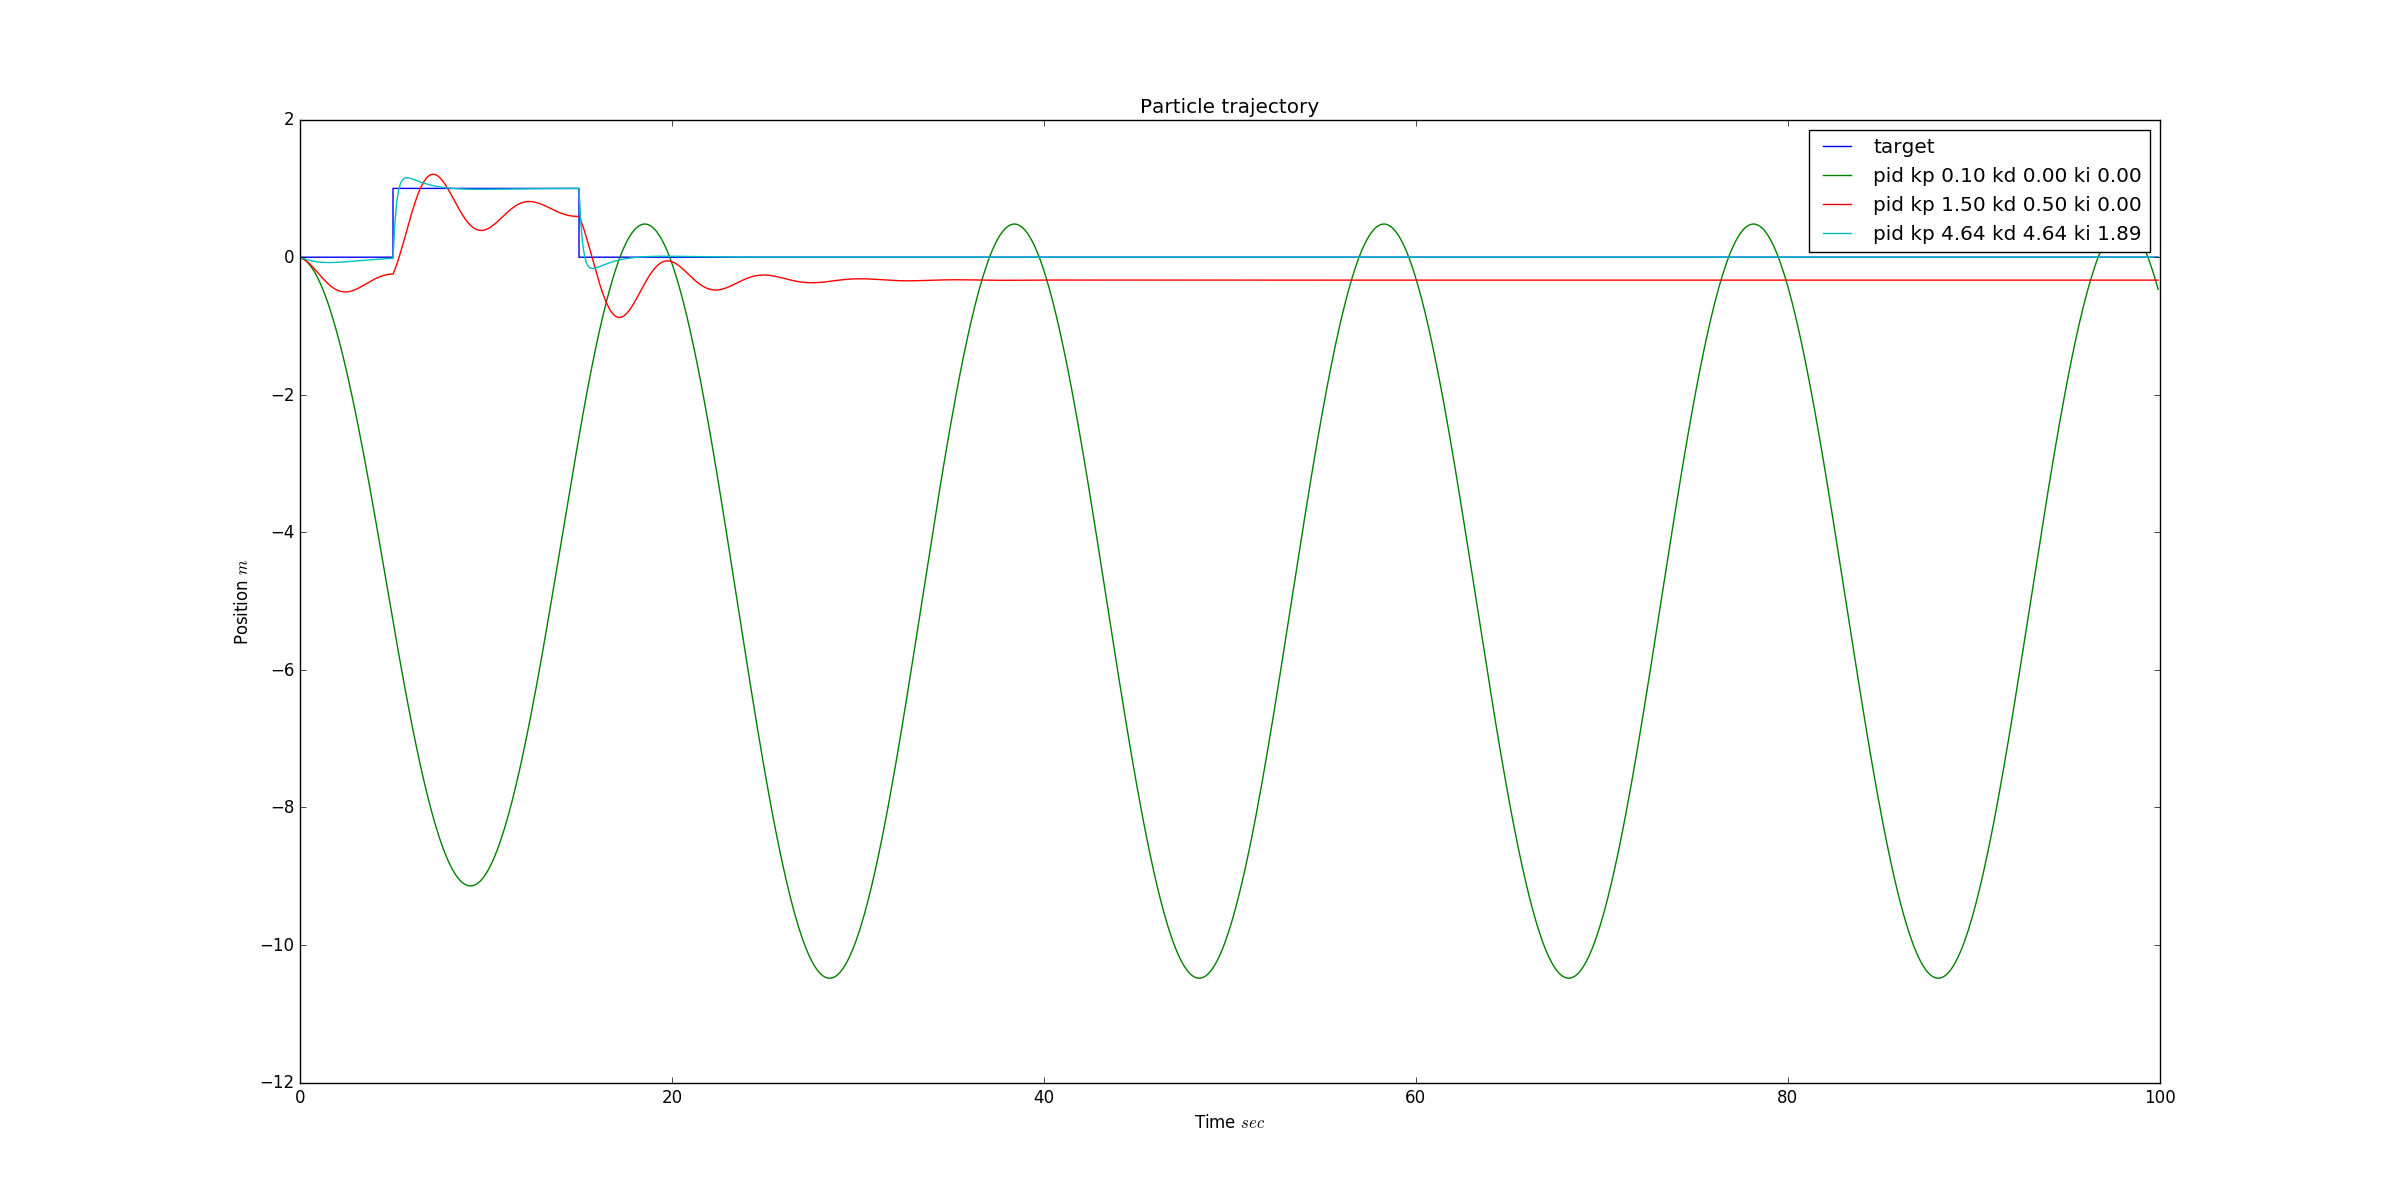 Particle trajectory
2
0
−2
−4
−6
−8
−10
−12
Position m
target
pid kp 0.10 kd 0.00 ki 0.00
pid kp 1.50 kd 0.50 ki 0.00
pid kp 4.64 kd 4.64 ki 1.89
0 20 40 60 80 100
Time sec